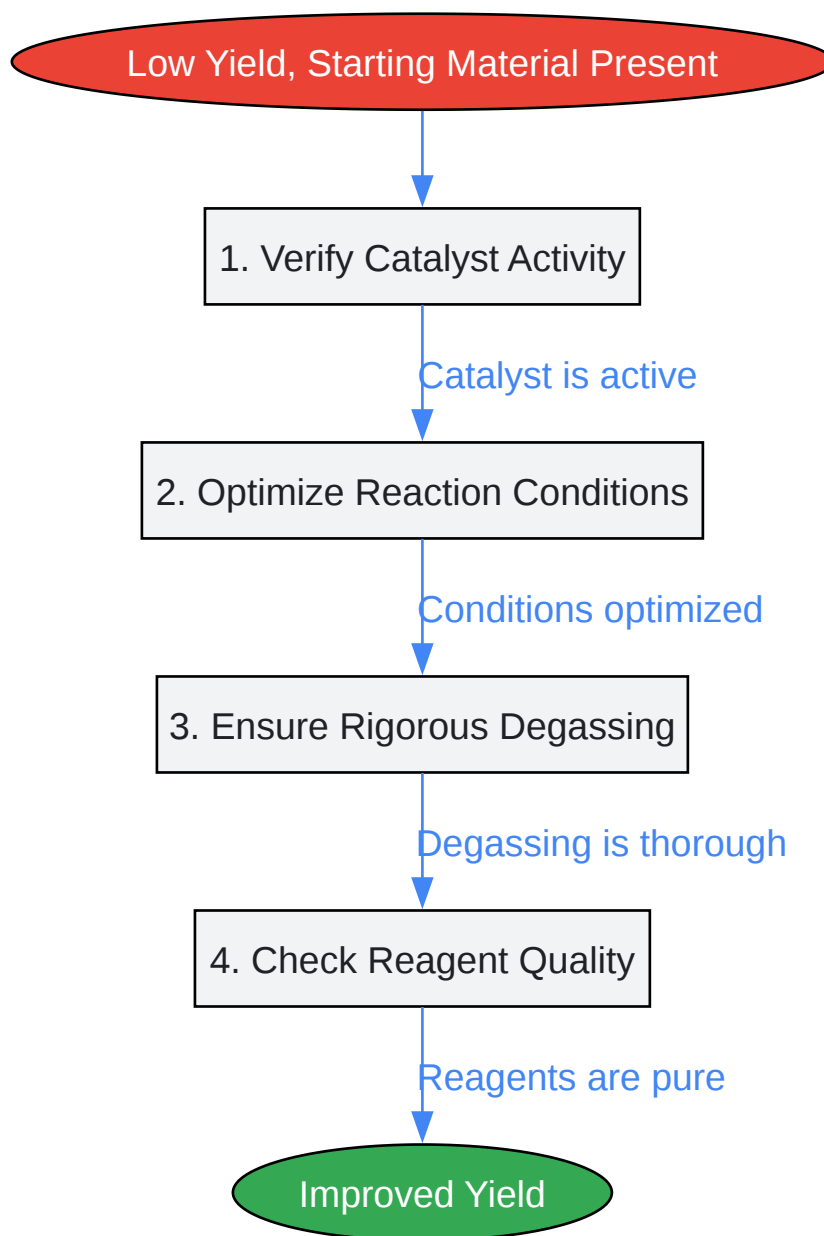 Low Yield, Starting Material Present
1. Verify Catalyst Activity
Catalyst is active
2. Optimize Reaction Conditions
Conditions optimized
3. Ensure Rigorous Degassing
Degassing is thorough
4. Check Reagent Quality
Reagents are pure
Improved Yield